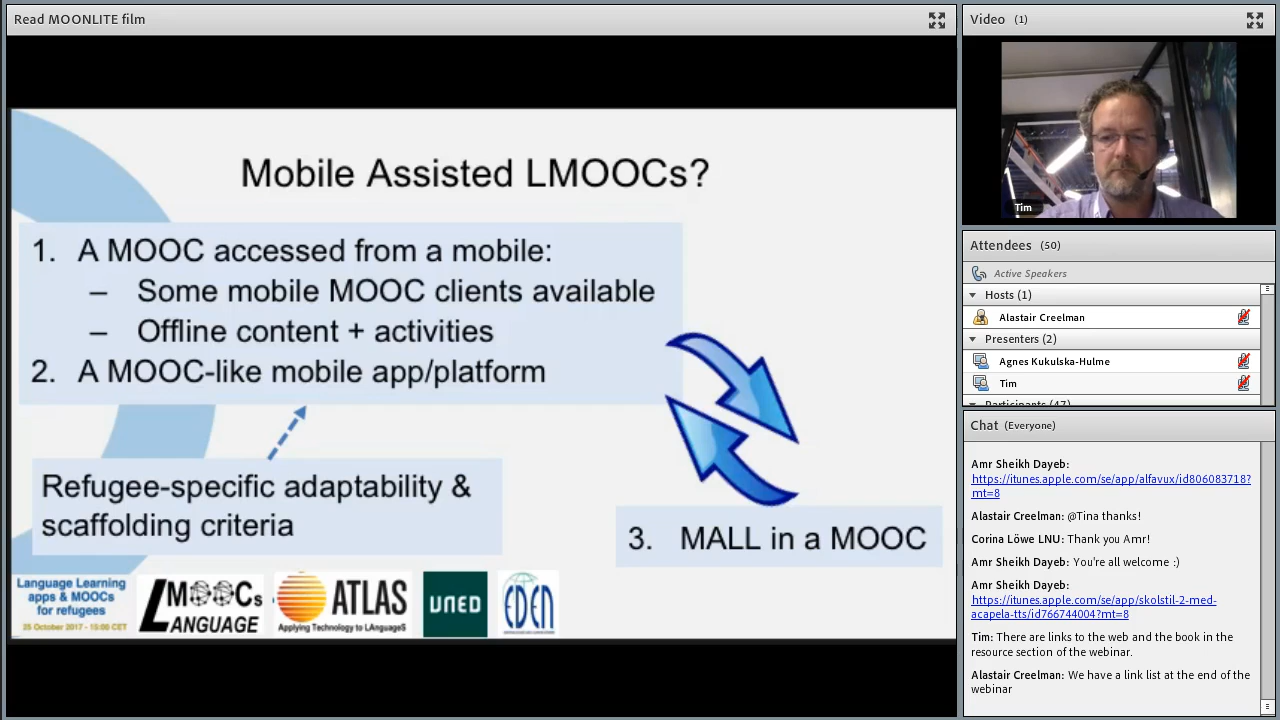 Read MOONLITE film
Mobile Assisted LMOOCs?
1. A MOOC accessed from a mobile:
– Some mobile MOOC clients available
– Offline content + activities
2. A MOOC-like mobile app/platform
Refugee-specific adaptability &
scaffolding criteria
3. MALL in a MOOC
Language Learning
apps & MOOCs
for refugees
25 October 2017 - 15:00 CET
LMOOCs
LANGUAGE
ATLAS
Applying Technology to LAnguageS
UNED
EDEN
Video (1)
Tim
Attendees (50)
Active Speakers
Hosts (1)
Alastair Creelman
Presenters (2)
Agnes Kukulska-Hulme
Tim
Participants (47)
Chat (Everyone)
Amr Sheikh Dayeb:
https://itunes.apple.com/se/app/alfavux/id806083718?
mt=8
Alastair Creelman: @Tina thanks!
Corina Löwe LNU: Thank you Amr!
Amr Sheikh Dayeb: You're all welcome :)
Amr Sheikh Dayeb:
https://itunes.apple.com/se/app/skolstil-2-med-
acapela-tts/id766744004?mt=8
Tim: There are links to the web and the book in the
resource section of the webinar.
Alastair Creelman: We have a link list at the end of the
webinar